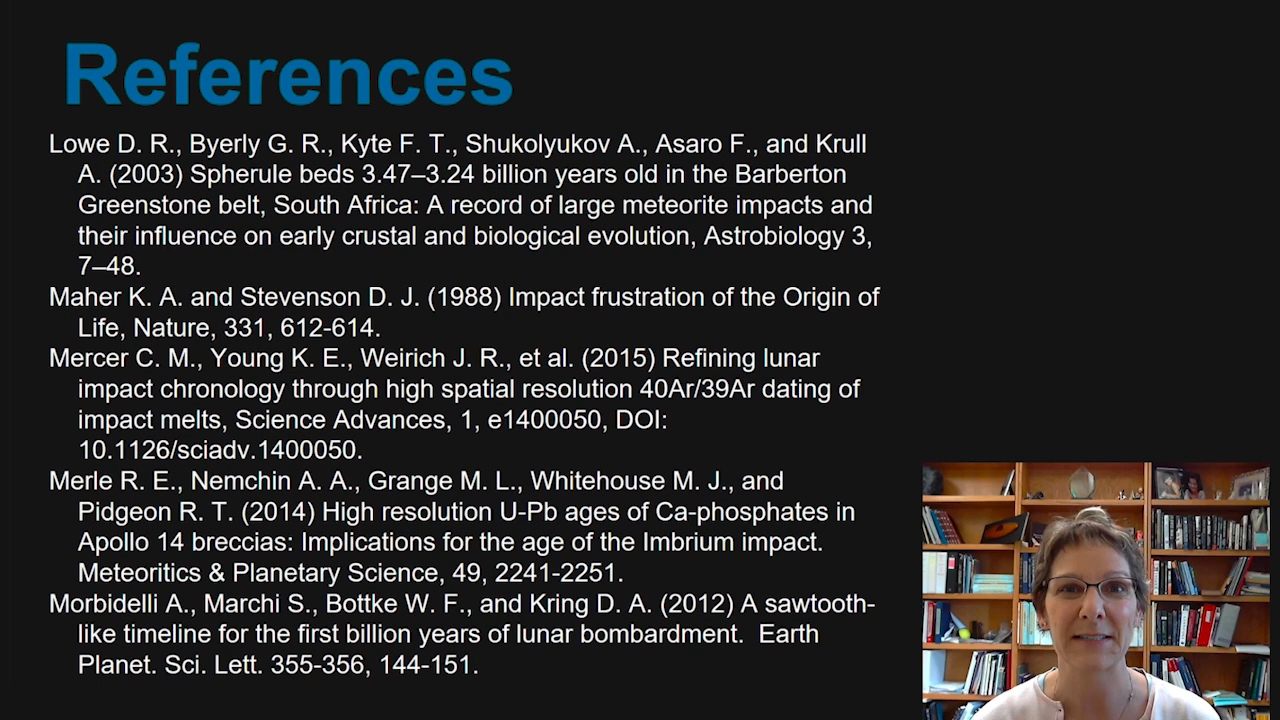 References
Lowe D. R., Byerly G. R., Kyte F. T., Shukolyukov A., Asaro F., and Krull
A. (2003) Spherule beds 3.47–3.24 billion years old in the Barberton
Greenstone belt, South Africa: A record of large meteorite impacts and
their influence on early crustal and biological evolution, Astrobiology 3,
7–48.
Maher K. A. and Stevenson D. J. (1988) Impact frustration of the Origin of
Life, Nature, 331, 612-614.
Mercer C. M., Young K. E., Weirich J. R., et al. (2015) Refining lunar
impact chronology through high spatial resolution 40Ar/39Ar dating of
impact melts, Science Advances, 1, e1400050, DOI:
10.1126/sciadv.1400050.
Merle R. E., Nemchin A. A., Grange M. L., Whitehouse M. J., and
Pidgeon R. T. (2014) High resolution U-Pb ages of Ca-phosphates in
Apollo 14 breccias: Implications for the age of the Imbrium impact.
Meteoritics & Planetary Science, 49, 2241-2251.
Morbidelli A., Marchi S., Bottke W. F., and Kring D. A. (2012) A sawtooth-
like timeline for the first billion years of lunar bombardment.  Earth
Planet. Sci. Lett. 355-356, 144-151.